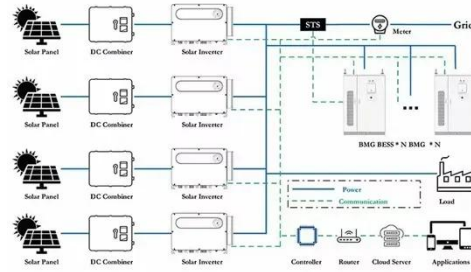 STS
Meter
Grid
Solar Panel DC Combiner Solar Inverter
Solar Panel DC Combiner Solar Inverter
BMG BESS * N BMG * N
Solar Panel DC Combiner Solar Inverter
Power
Communication
Load
Solar Panel DC Combiner Solar Inverter
Controller Router Cloud Server Applications